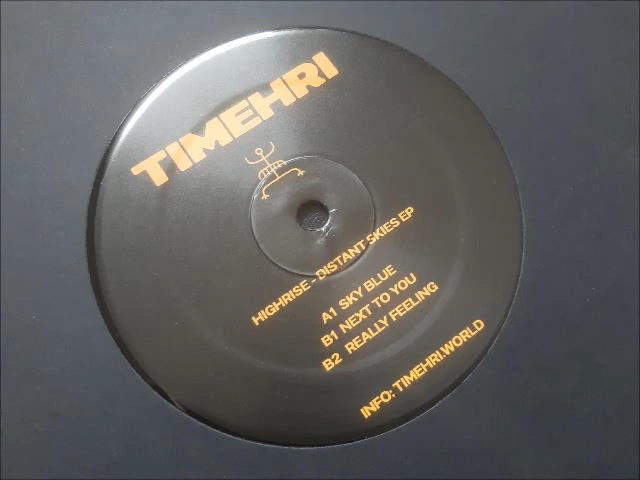 TIMEHRI
HIGHRISE - DISTANT SKIES EP
A1 SKY BLUE
B1 NEXT TO YOU
B2 REALLY FEELING
INFO: TIMEHRI.WORLD